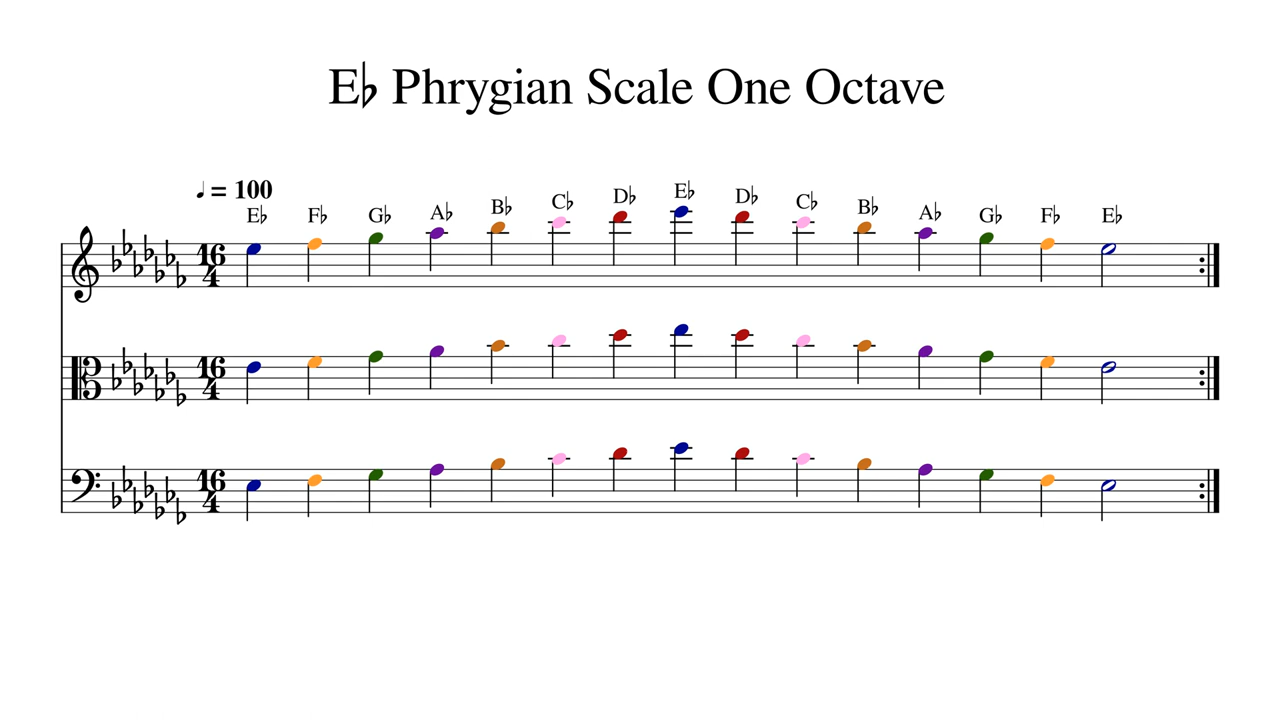 E♭ Phrygian Scale One Octave
♩ = 100
E♭ F♭ G♭ A♭ B♭ C♭ D♭ E♭ D♭ C♭ B♭ A♭ G♭ F♭ E♭
16
4
16
4
16
4